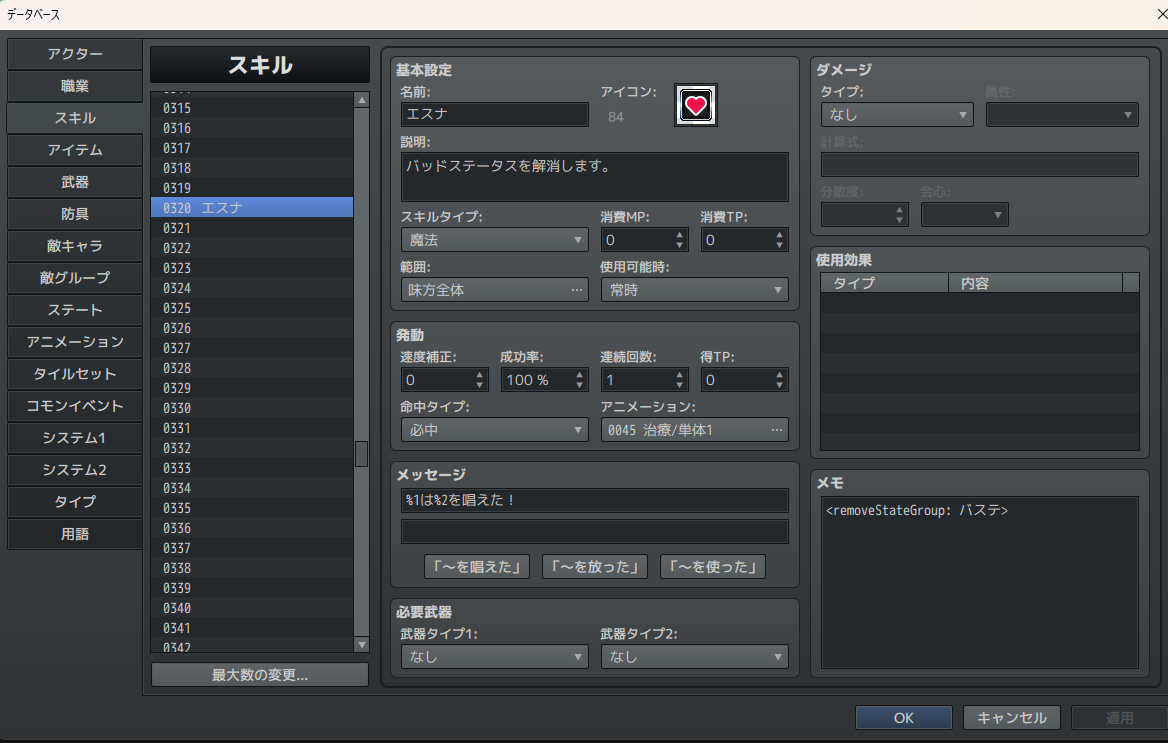 データベース
アクター
職業
スキル
アイテム
武器
防具
敵キャラ
敵グループ
ステート
アニメーション
タイルセット
コモンイベント
システム1
システム2
タイプ
用語
スキル
0315
0316
0317
0318
0319
0320 エスナ
0321
0322
0323
0324
0325
0326
0327
0328
0329
0330
0331
0332
0333
0334
0335
0336
0337
0338
0339
0340
0341
0342
最大数の変更...
基本設定
名前: アイコン:
エスナ 84
説明:
バッドステータスを解消します。
スキルタイプ: 消費MP: 消費TP:
魔法 0 0
範囲: 使用可能時:
味方全体 ... 常時
発動
速度補正: 成功率: 連続回数: 得TP:
0 100 % 1 0
命中タイプ: アニメーション:
必中 0045 治療/単体1 ...
メッセージ
%1は%2を唱えた！
「～を唱えた」 「～を放った」 「～を使った」
必要武器
武器タイプ1: 武器タイプ2:
なし なし
ダメージ
タイプ: 属性:
なし
計算式:
分散度: 会心:
使用効果
タイプ 内容
メモ
<removeStateGroup: バステ>
OK キャンセル 適用